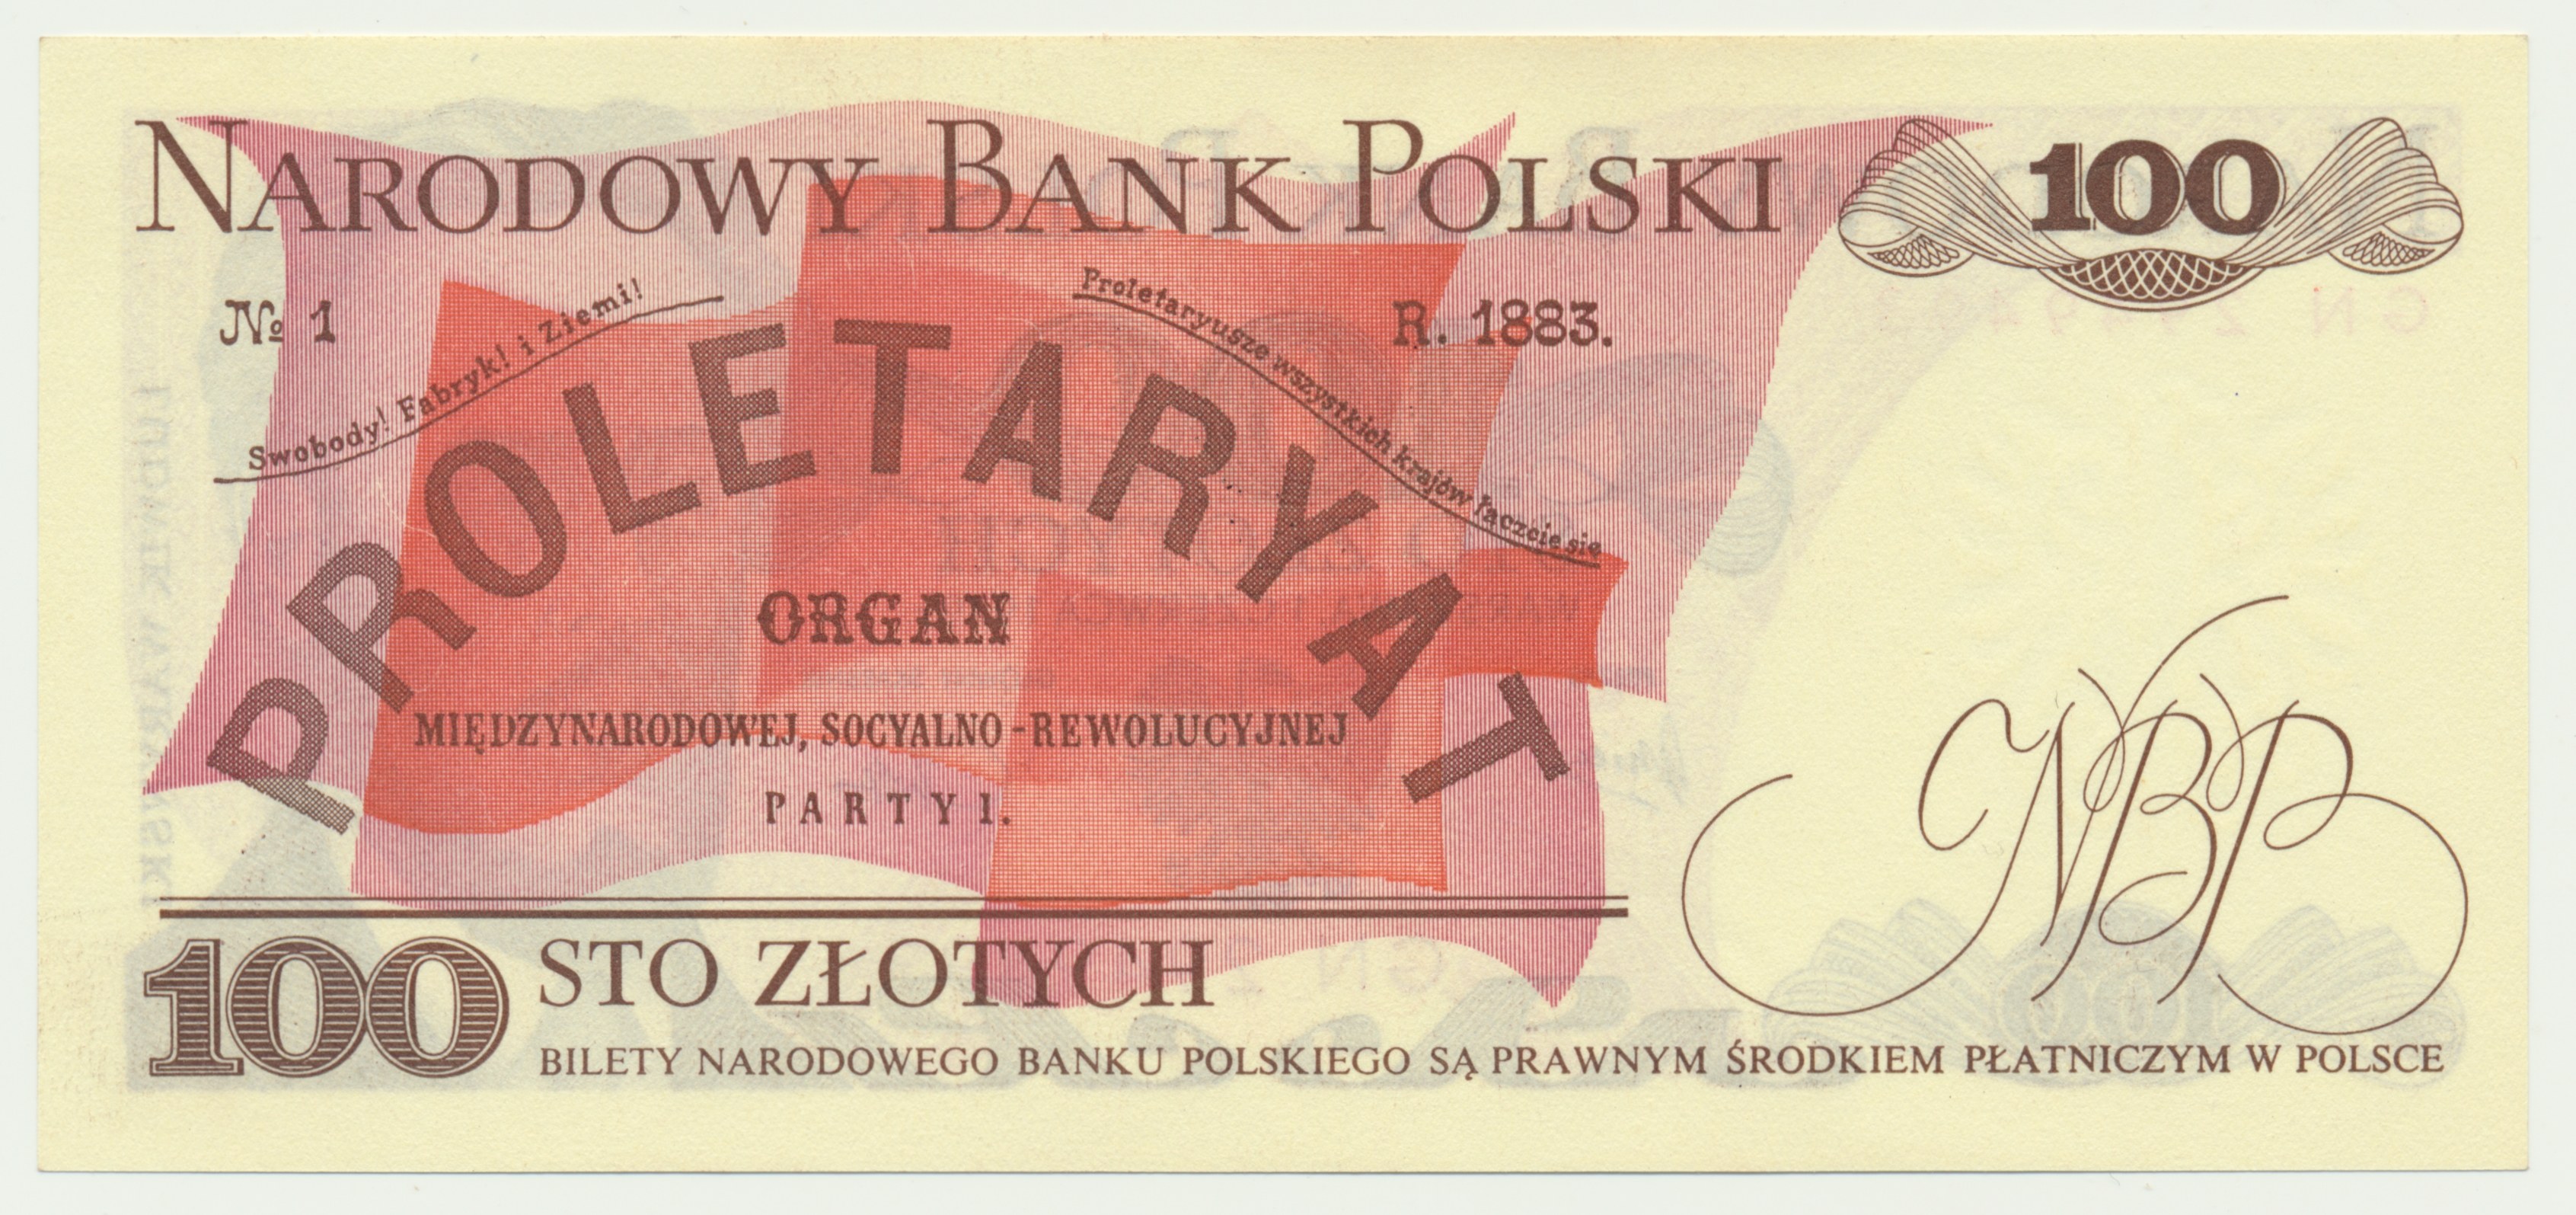 NARODOWY BANK POLSKI
100
№ 1
Swobody! Fabryk! i Ziemi!
Proletaryusze wszystkich krajów łączcie się
R. 1883.
PROLETARYAT
ORGAN
MIĘDZYNARODOWEJ, SOCYALNO-REWOLUCYJNEJ
PARTYI.
NBP
100
STO ZŁOTYCH
BILETY NARODOWEGO BANKU POLSKIEGO SĄ PRAWNYM ŚRODKIEM PŁATNICZYM W POLSCE